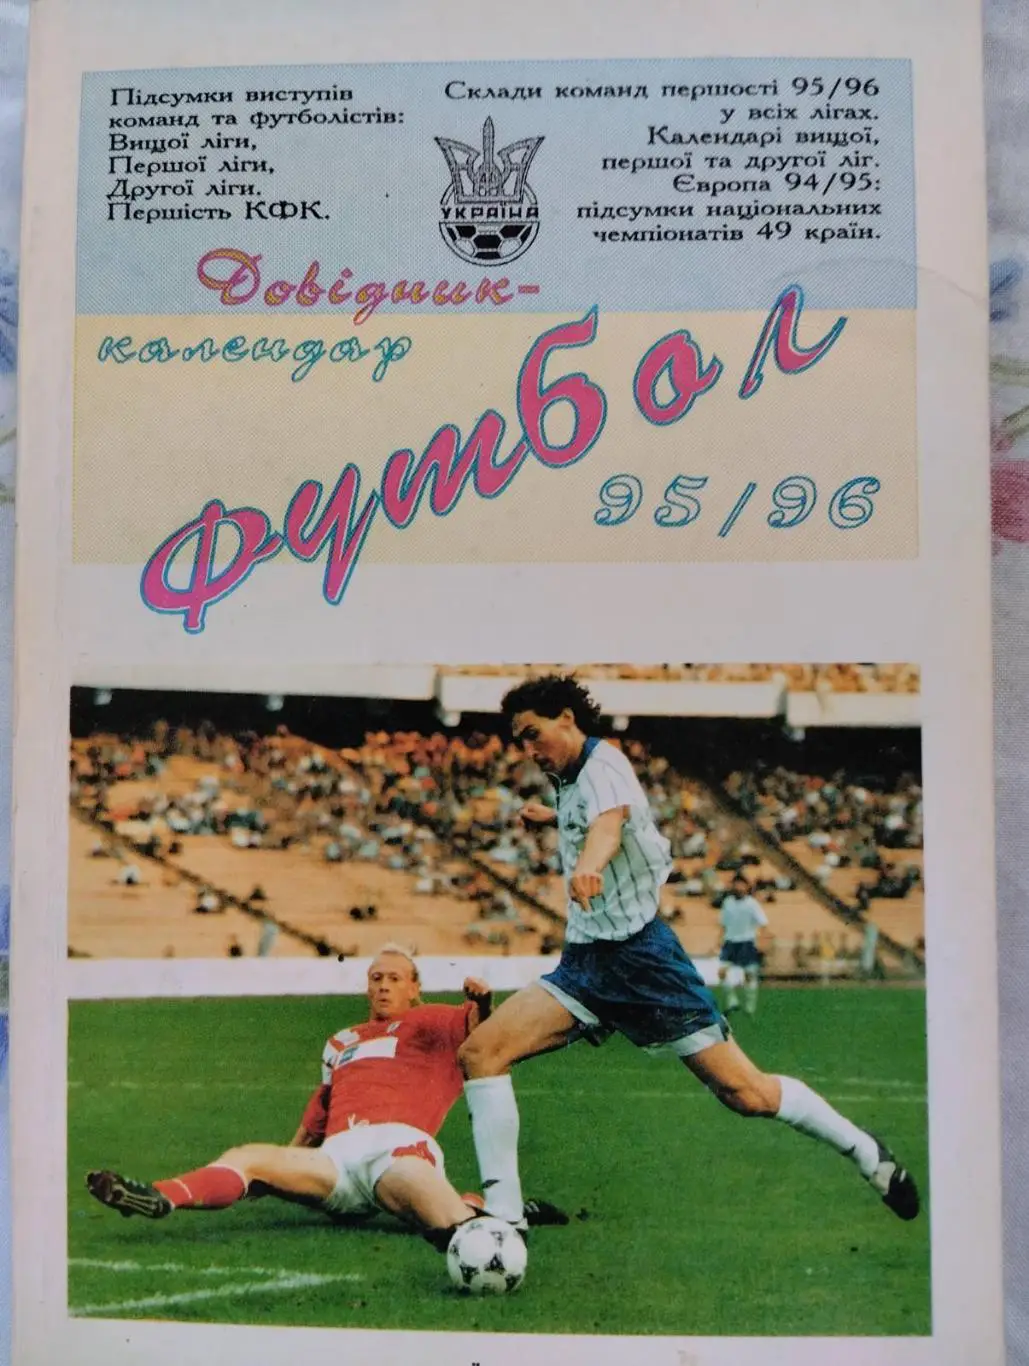 Підсумки виступів
команд та футболістів:
Вищої ліги,
Першої ліги,
Другої ліги.
Першість КФК.
Склади команд першості 95/96
у всіх лігах.
Календарі вищої,
першої та другої ліг.
Європа 94/95:
підсумки національних
чемпіонатів 49 країн.
УКРАЇНА
Довідник-
календар
Футбол
95/96